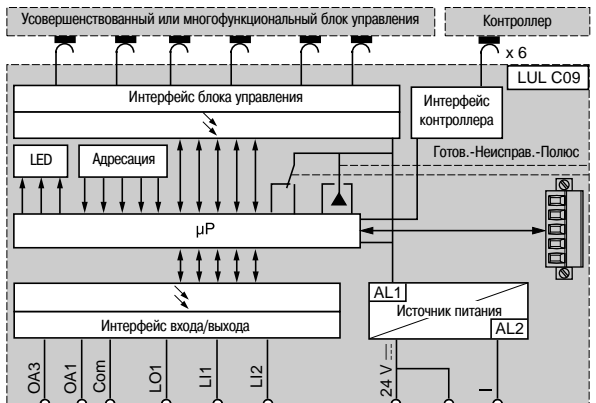 Усовершенствованный или многофункциональный блок управления
Контроллер
x 6
LUL C09
Интерфейс блока управления
Интерфейс
контроллера
LED
Адресация
Готов.-Неисправ.-Полюс
µP
AL1
Источник питания
AL2
Интерфейс входа/выхода
OA3
OA1
Com
LO1
LI1
LI2
24 V
I